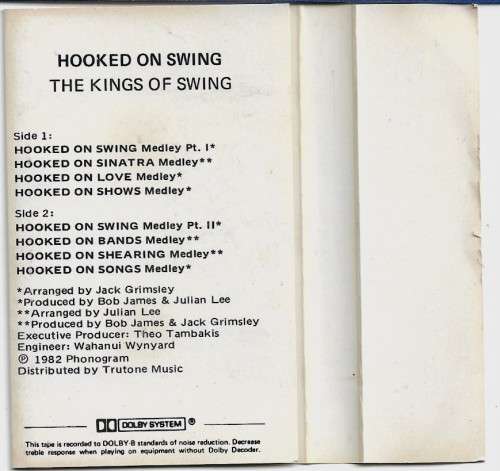 HOOKED ON SWING
THE KINGS OF SWING
Side 1:
HOOKED ON SWING Medley Pt. I*
HOOKED ON SINATRA Medley**
HOOKED ON LOVE Medley*
HOOKED ON SHOWS Medley*
Side 2:
HOOKED ON SWING Medley Pt. II*
HOOKED ON BANDS Medley**
HOOKED ON SHEARING Medley**
HOOKED ON SONGS Medley*
*Arranged by Jack Grimsley
*Produced by Bob James & Julian Lee
**Arranged by Julian Lee
**Produced by Bob James & Jack Grimsley
Executive Producer: Theo Tambakis
Engineer: Wahanui Wynyard
℗ 1982 Phonogram
Distributed by Trutone Music
DOLBY SYSTEM ®
This tape is recorded to DOLBY-B standards of noise reduction. Decrease
treble response when playing on equipment without Dolby Decoder.